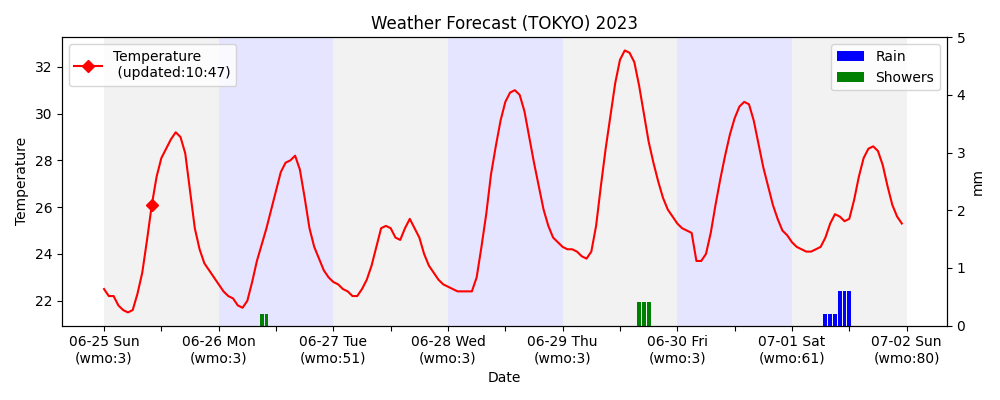 Weather Forecast (TOKYO) 2023
Temperature
(updated:10:47)
Rain
Showers
Temperature
32
30
28
26
24
22
5
4
3
2
1
0
mm
06-25 Sun
(wmo:3)
06-26 Mon
(wmo:3)
06-27 Tue
(wmo:51)
06-28 Wed
(wmo:3)
06-29 Thu
(wmo:3)
06-30 Fri
(wmo:3)
07-01 Sat
(wmo:61)
07-02 Sun
(wmo:80)
Date